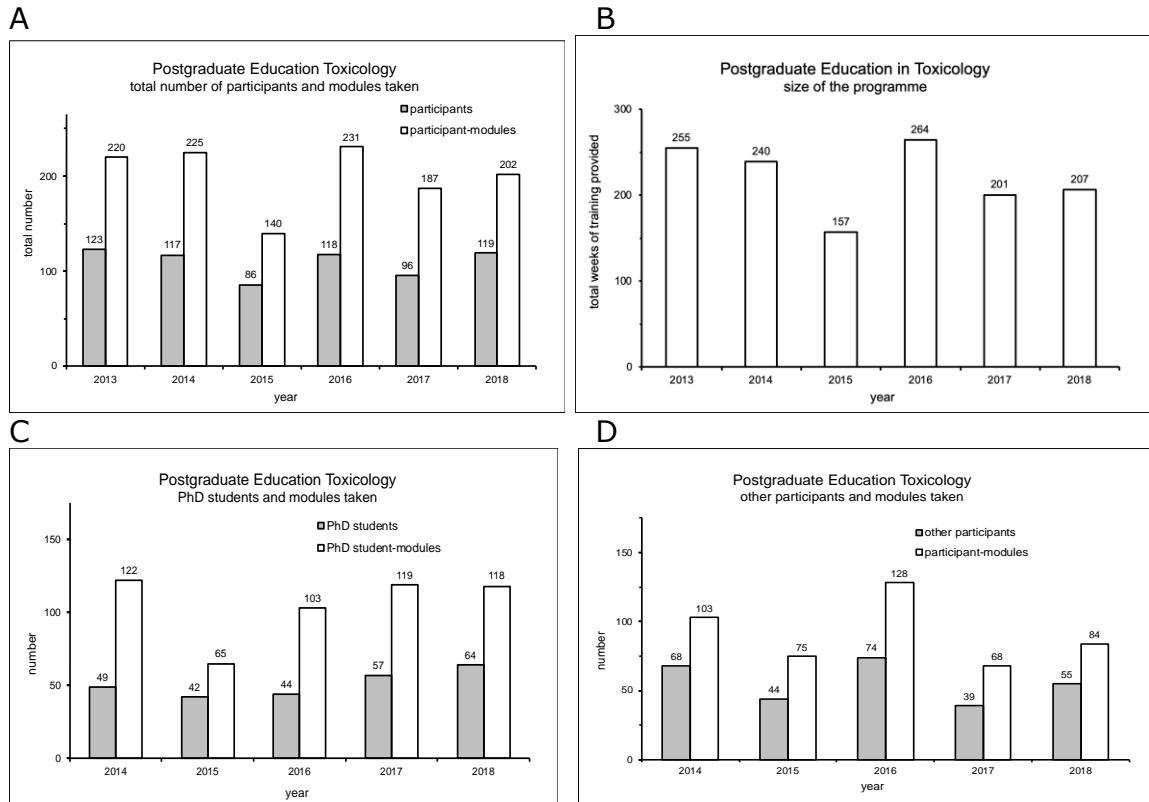 A
Postgraduate Education Toxicology
total number of participants and modules taken
participants
participant-modules
total number
200
100
0
220
225
231
187
202
140
123
117
86
118
96
119
2013 2014 2015 2016 2017 2018
year
B
Postgraduate Education in Toxicology
size of the programme
total weeks of training provided
300
200
100
0
255
240
157
264
201
207
2013 2014 2015 2016 2017 2018
year
C
Postgraduate Education Toxicology
PhD students and modules taken
PhD students
PhD student-modules
number
150
100
50
0
49
122
42
65
44
103
57
119
64
118
2014 2015 2016 2017 2018
year
D
Postgraduate Education Toxicology
other participants and modules taken
other participants
participant-modules
number
150
100
50
0
68
103
44
75
74
128
39
68
55
84
2014 2015 2016 2017 2018
year